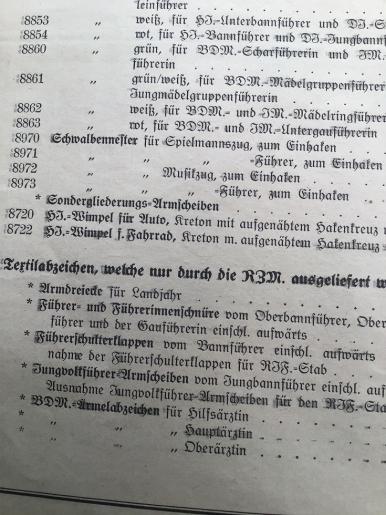 leinführer
8853 „ weiß, für HJ.-Unterbannführer und DJ.-S
8854 „ rot, für HJ.-Bannführer und DJ.-Jungbann
8860 „ grün, für BDM.-Scharführerin und JM.-
führerin
8861 „ grün/weiß, für BDM.-Mädelgruppenführer
Jungmädelgruppenführerin
8862 „ weiß, für BDM.- und JM.-Mädelringführer
8863 „ rot, für BDM.- und JM.-Untergauführerin
8970 Schwalbennester für Spielmannszug, zum Einhaken
8971 „ „ „ -Führer, zum Einhaken
8972 „ „ Musikzug, zum Einhaken
8973 „ „ „ -Führer, zum Einhaken
* Sondergliederungs-Armscheiben
8720 HJ.-Wimpel für Auto, Kreton mit aufgenähtem Hakenkreuz
8722 HJ.-Wimpel f. Fahrrad, Kreton m. aufgenähtem Hakenkreuz
Textilabzeichen, welche nur durch die RZM. ausgeliefert w
* Armdreiecke für Landjahr
* Führer- und Führerinnenschnüre vom Oberbannführer, Ober
führer und der Gauführerin einschl. aufwärts
* Führerschulterklappen vom Bannführer einschl. aufwärts
nahme der Führerschulterklappen für RJF.-Stab
* Jungvolkführer-Armscheiben vom Jungbannführer einschl. auf
Ausnahme Jungvolkführer-Armscheiben für den RJF.-Sta
* BDM.-Ärmelabzeichen für Hilfsärztin
* „ „ „ Hauptärztin
* „ „ „ Oberärztin